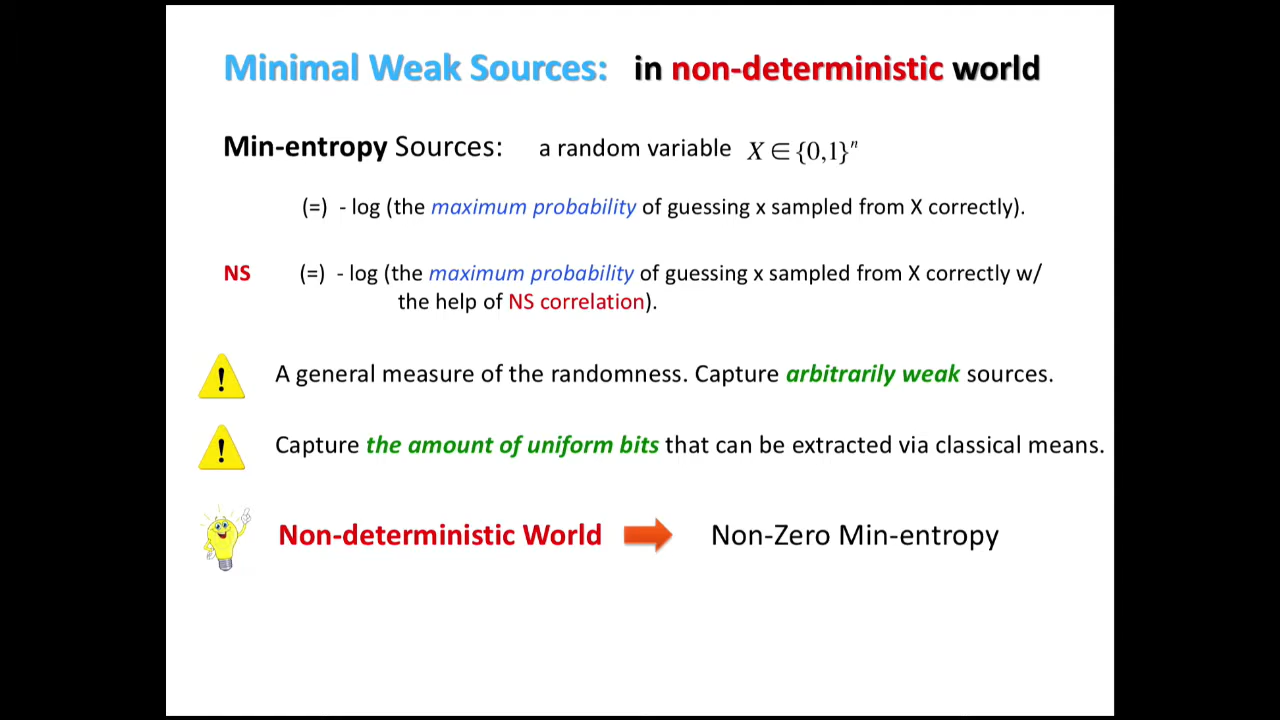 Minimal Weak Sources: in non-deterministic world
Min-entropy Sources: a random variable X ∈ {0,1}ⁿ
(=) - log (the maximum probability of guessing x sampled from X correctly).
NS (=) - log (the maximum probability of guessing x sampled from X correctly w/
the help of NS correlation).
! A general measure of the randomness. Capture arbitrarily weak sources.
! Capture the amount of uniform bits that can be extracted via classical means.
Non-deterministic World Non-Zero Min-entropy